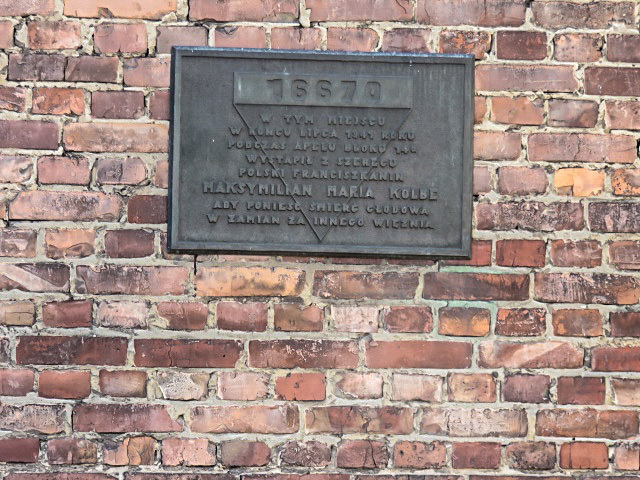 16670
W TYM MIEJSCU
W KOŃCU LIPCA 1941 ROKU
PODCZAS APELU BLOKU 14A
WYSTĄPIŁ Z SZEREGU
POLSKI FRANCISZKANIN
MAKSYMILIAN MARIA KOLBE
ABY PONIEŚĆ ŚMIERĆ GŁODOWĄ
W ZAMIAN ZA INNEGO WIĘŹNIA